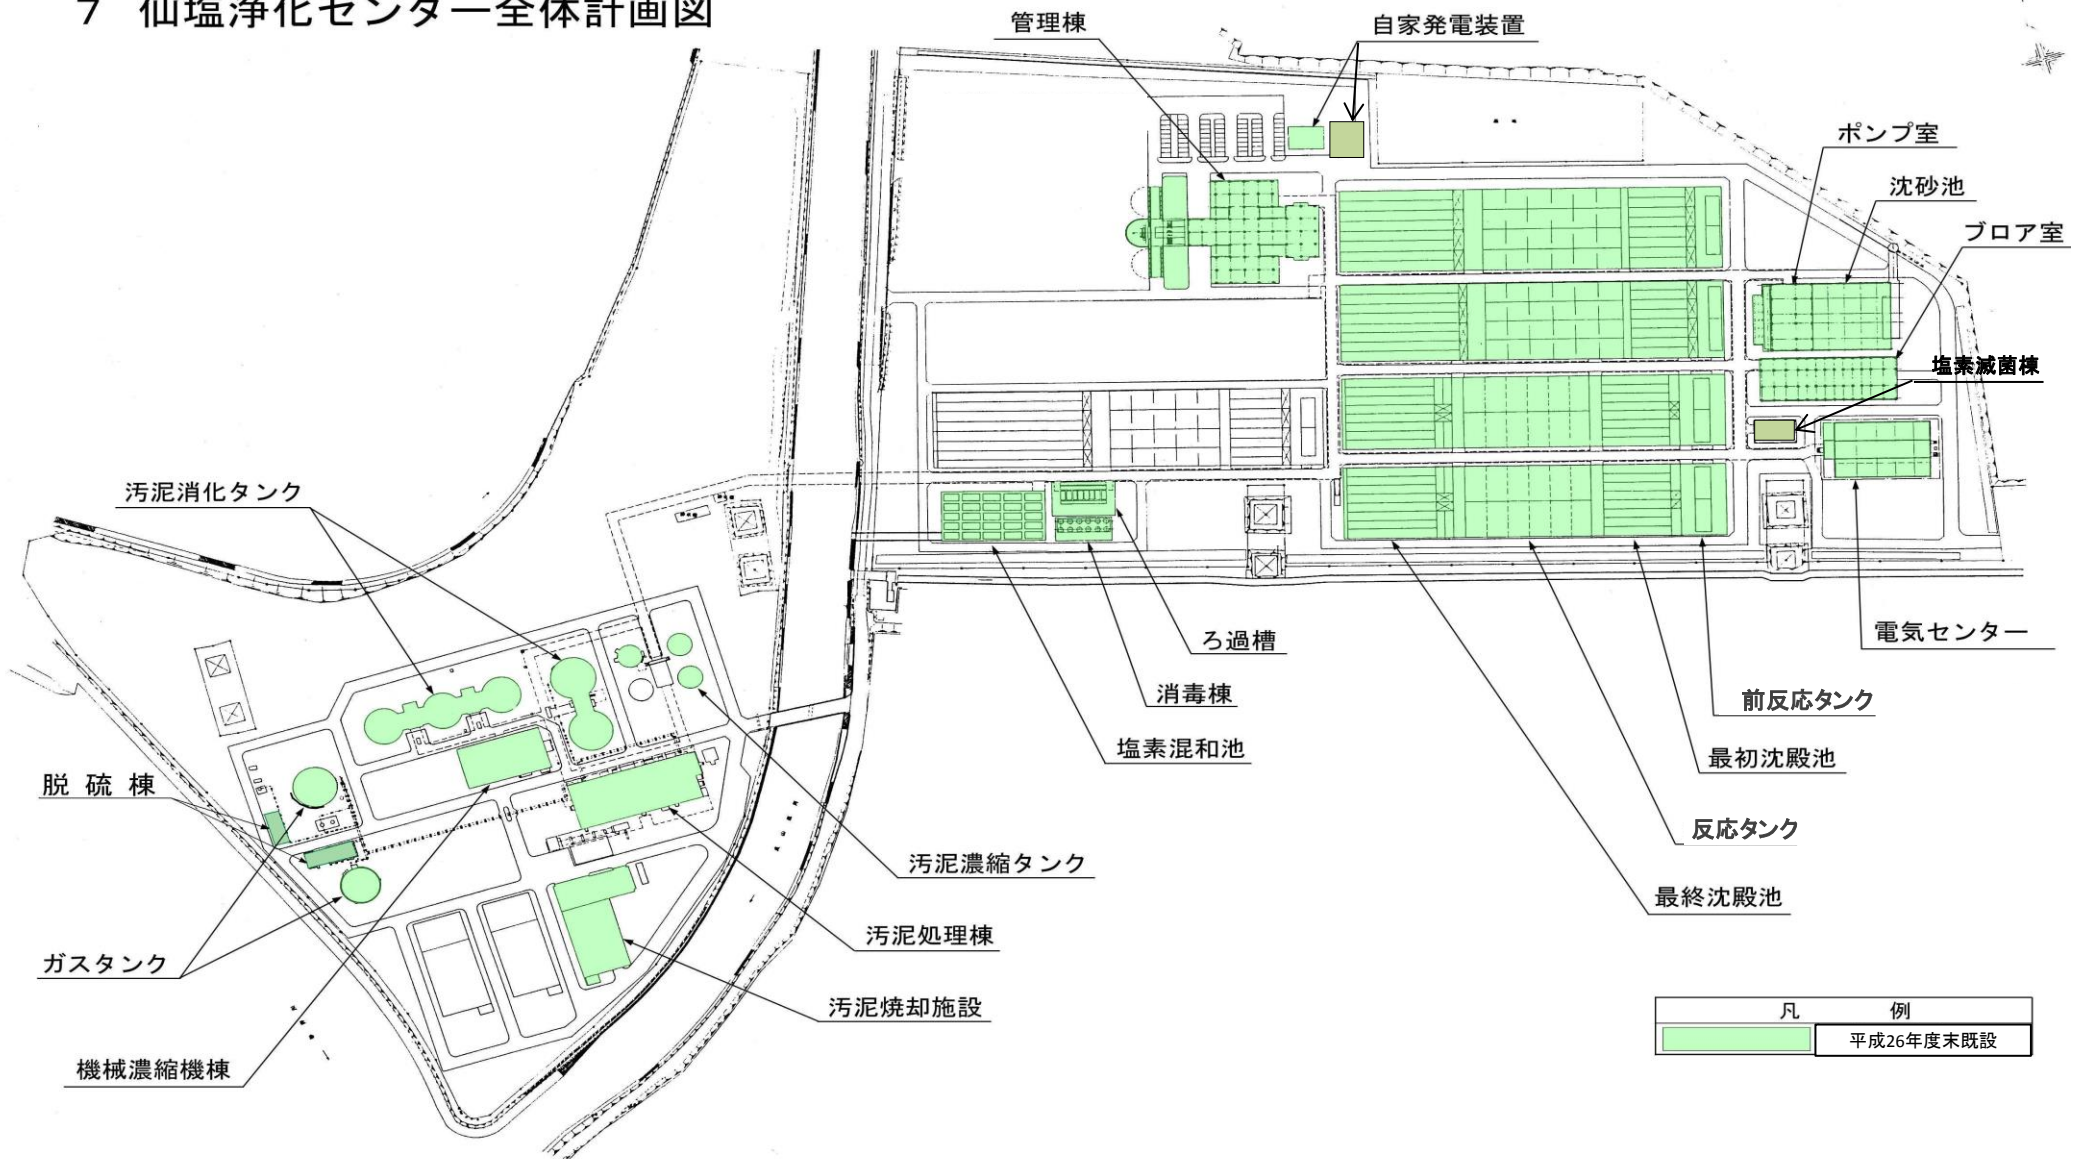 7 仙塩浄化センター全体計画図
管理棟
自家発電装置
ポンプ室
沈砂池
ブロア室
塩素滅菌棟
汚泥消化タンク
電気センター
ろ過槽
消毒棟
前反応タンク
塩素混和池
最初沈殿池
脱硫棟
反応タンク
汚泥濃縮タンク
最終沈殿池
汚泥処理棟
ガスタンク
汚泥焼却施設
機械濃縮機棟
凡例
平成26年度末既設